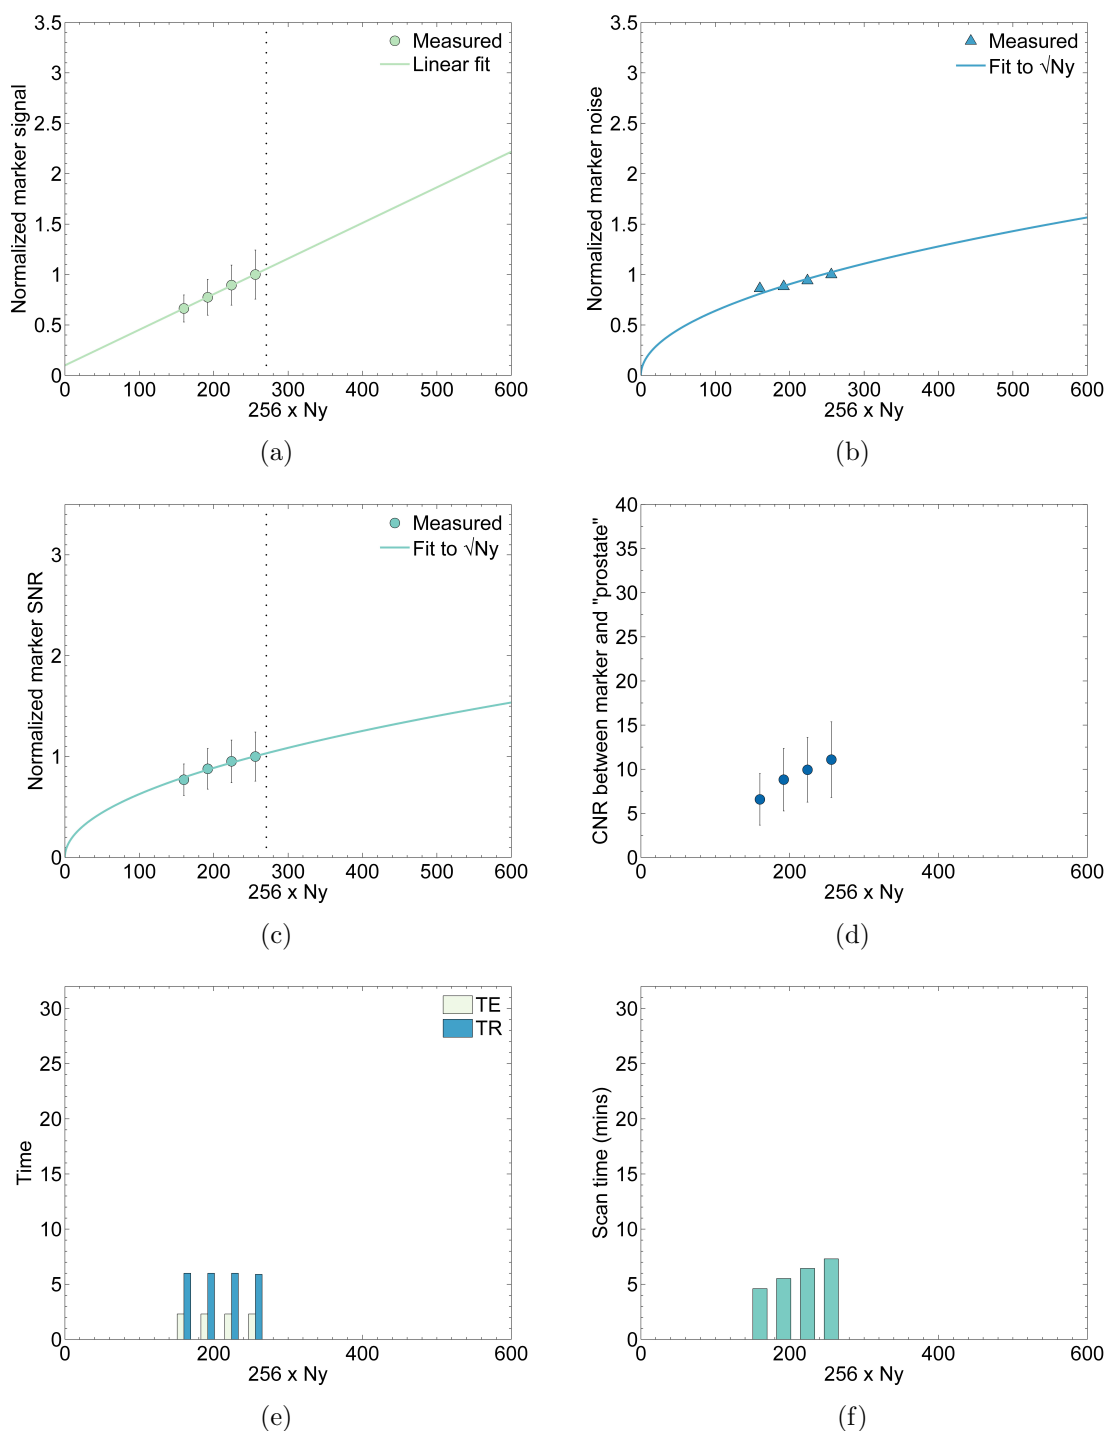 3.5
3
2.5
2
1.5
1
0.5
0
0 100 200 300 400 500 600
Normalized marker signal
256 x Ny
Measured
Linear fit
(a)
3.5
3
2.5
2
1.5
1
0.5
0
0 100 200 300 400 500 600
Normalized marker noise
256 x Ny
Measured
Fit to √Ny
(b)
3
2
1
0
0 100 200 300 400 500 600
Normalized marker SNR
256 x Ny
Measured
Fit to √Ny
(c)
40
35
30
25
20
15
10
5
0
0 200 400 600
CNR between marker and "prostate"
256 x Ny
(d)
30
25
20
15
10
5
0
0 200 400 600
Time
256 x Ny
TE
TR
(e)
30
25
20
15
10
5
0
0 200 400 600
Scan time (mins)
256 x Ny
(f)